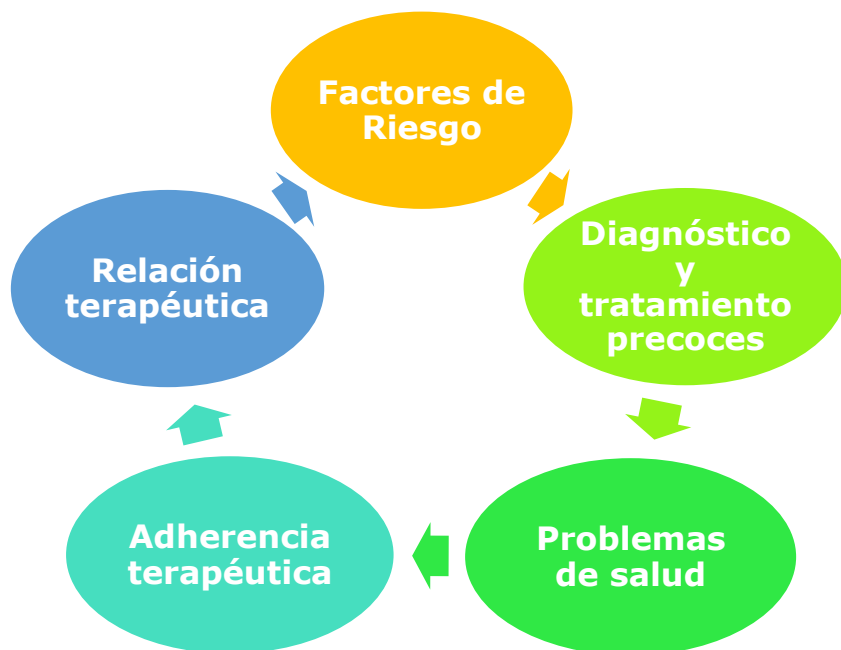 Factores de
Riesgo
Diagnóstico
y
tratamiento
precoces
Problemas
de salud
Adherencia
terapéutica
Relación
terapéutica